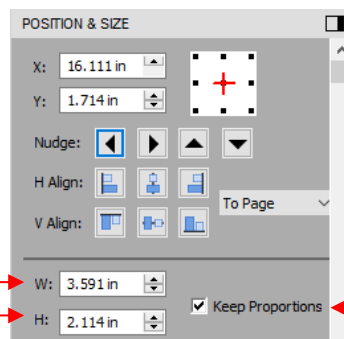 POSITION & SIZE
X: 16.111 in
Y: 1.714 in
Nudge:
H Align:
To Page
V Align:
W: 3.591 in
Keep Proportions
H: 2.114 in